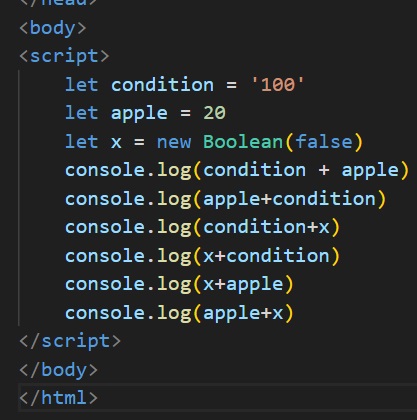 </head>
<body>
<script>
    let condition = '100'
    let apple = 20
    let x = new Boolean(false)
    console.log(condition + apple)
    console.log(apple+condition)
    console.log(condition+x)
    console.log(x+condition)
    console.log(x+apple)
    console.log(apple+x)
</script>
</body>
</html>